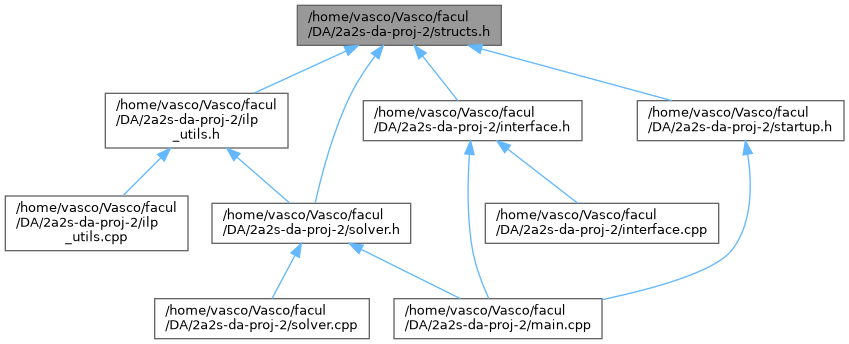 /home/vasco/Vasco/facul
/DA/2a2s-da-proj-2/structs.h
/home/vasco/Vasco/facul
/DA/2a2s-da-proj-2/ilp
_utils.h
/home/vasco/Vasco/facul
/DA/2a2s-da-proj-2/interface.h
/home/vasco/Vasco/facul
/DA/2a2s-da-proj-2/startup.h
/home/vasco/Vasco/facul
/DA/2a2s-da-proj-2/ilp
_utils.cpp
/home/vasco/Vasco/facul
/DA/2a2s-da-proj-2/solver.h
/home/vasco/Vasco/facul
/DA/2a2s-da-proj-2/interface.cpp
/home/vasco/Vasco/facul
/DA/2a2s-da-proj-2/solver.cpp
/home/vasco/Vasco/facul
/DA/2a2s-da-proj-2/main.cpp